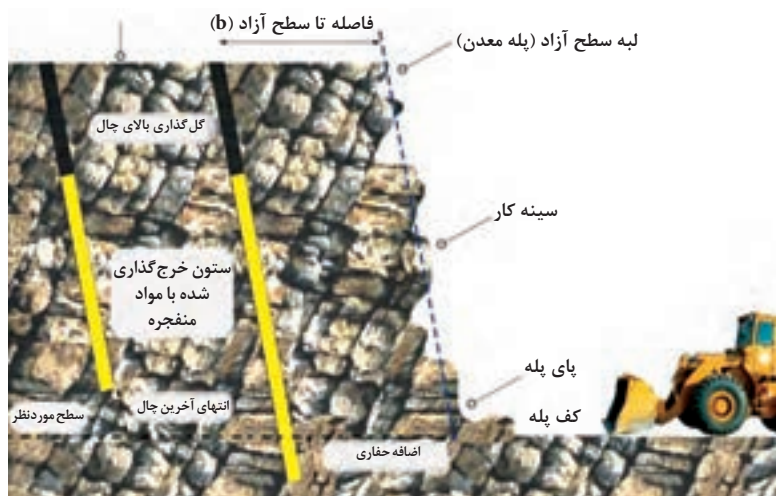 فاصله تا سطح آزاد (b)
لبه سطح آزاد (پله معدن)
گل‌گذاری بالای چال
سینه کار
ستون خرج‌گذاری
شده با مواد
منفجره
پای پله
انتهای آخرین چال
سطح موردنظر
کف پله
اضافه حفاری